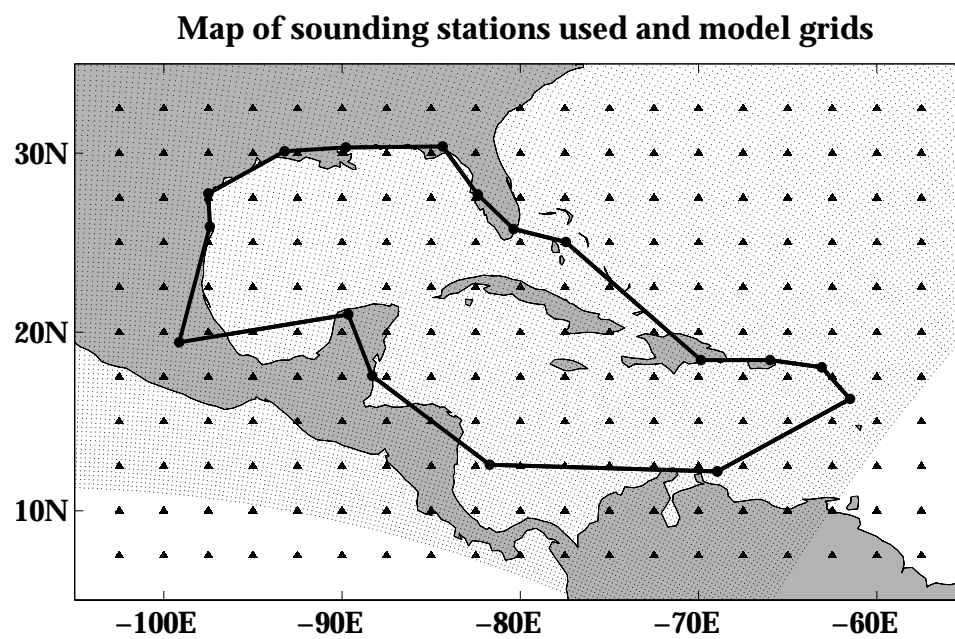 Map of sounding stations used and model grids
30N
20N
10N
−100E −90E −80E −70E −60E